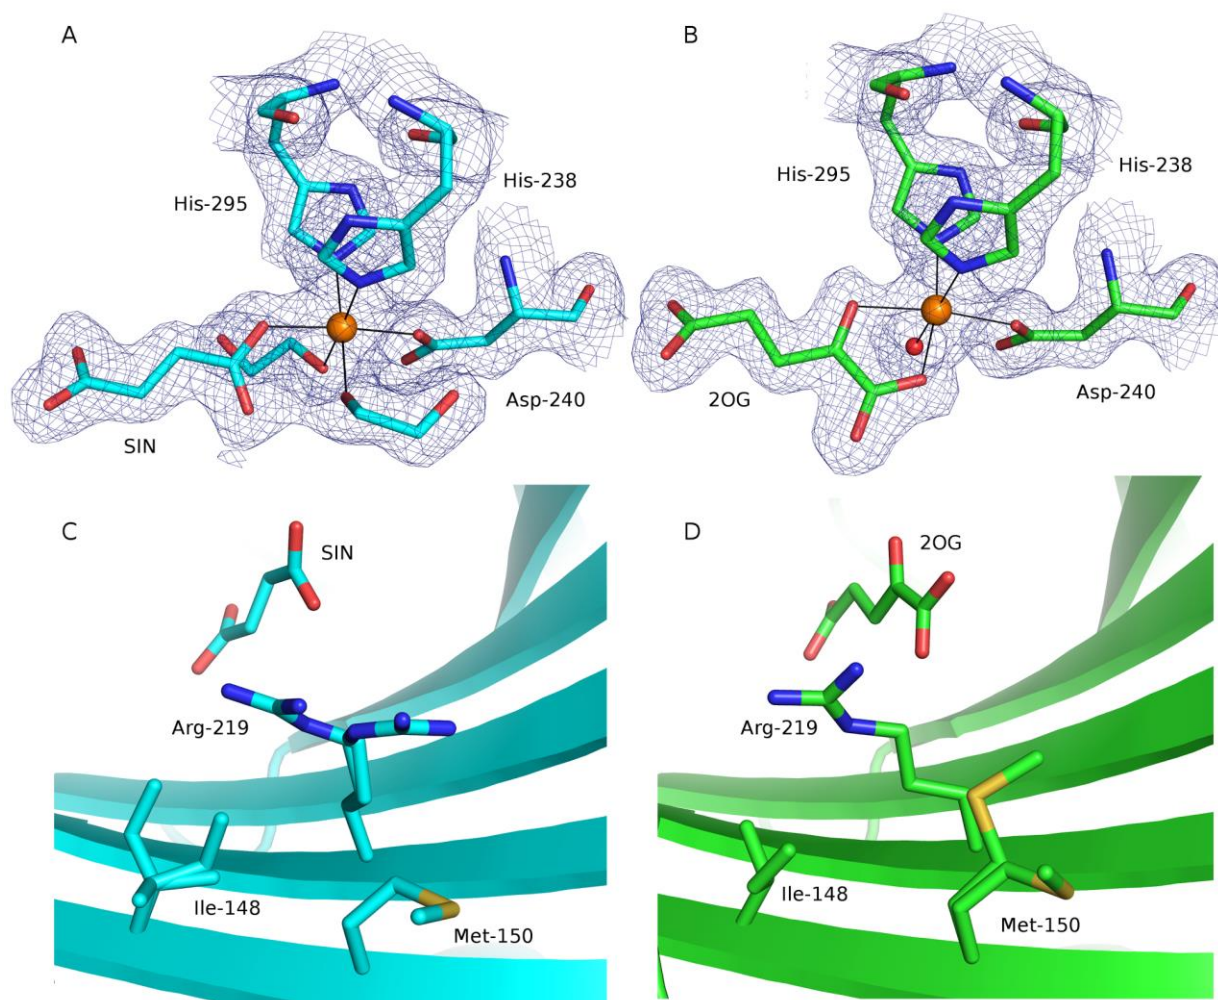 A
His-295
His-238
SIN
Asp-240
B
His-295
His-238
2OG
Asp-240
C
SIN
Arg-219
Ile-148
Met-150
D
2OG
Arg-219
Ile-148
Met-150